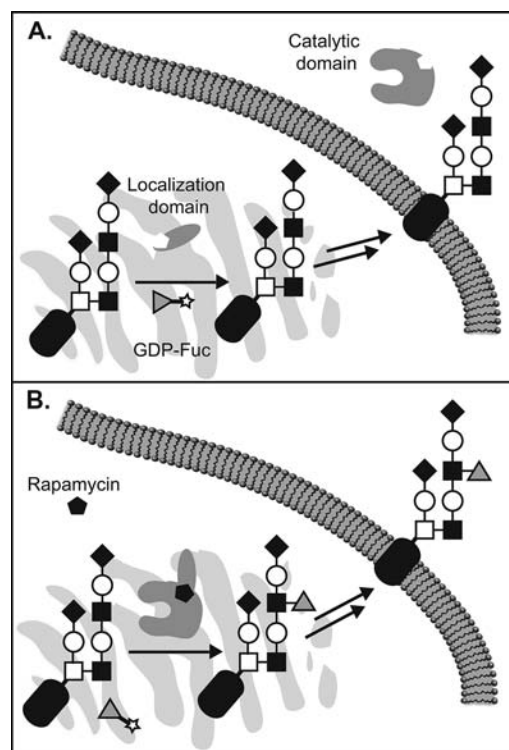 A.
Catalytic
domain
Localization
domain
GDP-Fuc
B.
Rapamycin